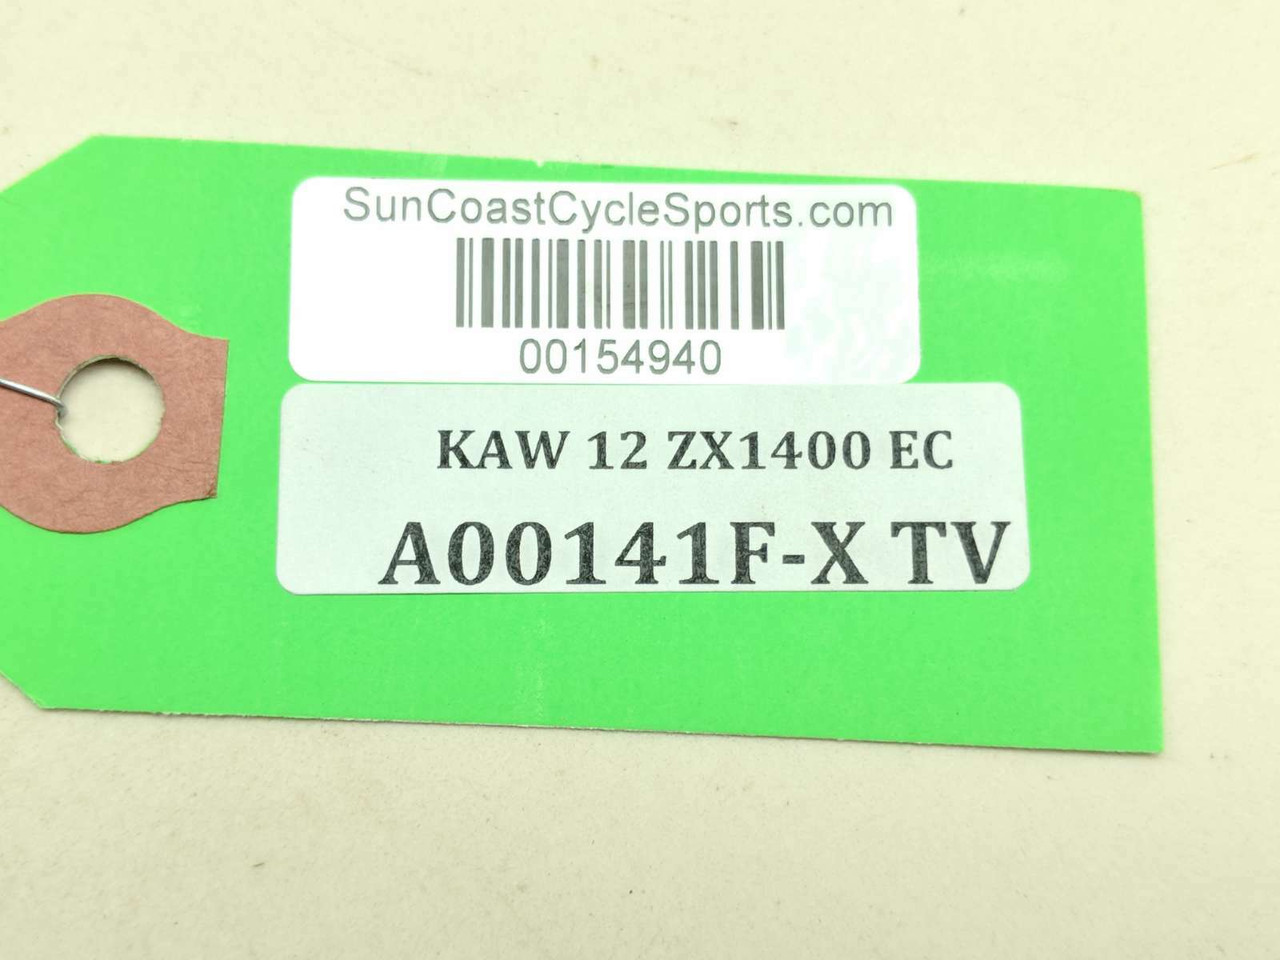 SunCoastCycleSports.com
00154940
KAW 12 ZX1400 EC
A00141F-X TV